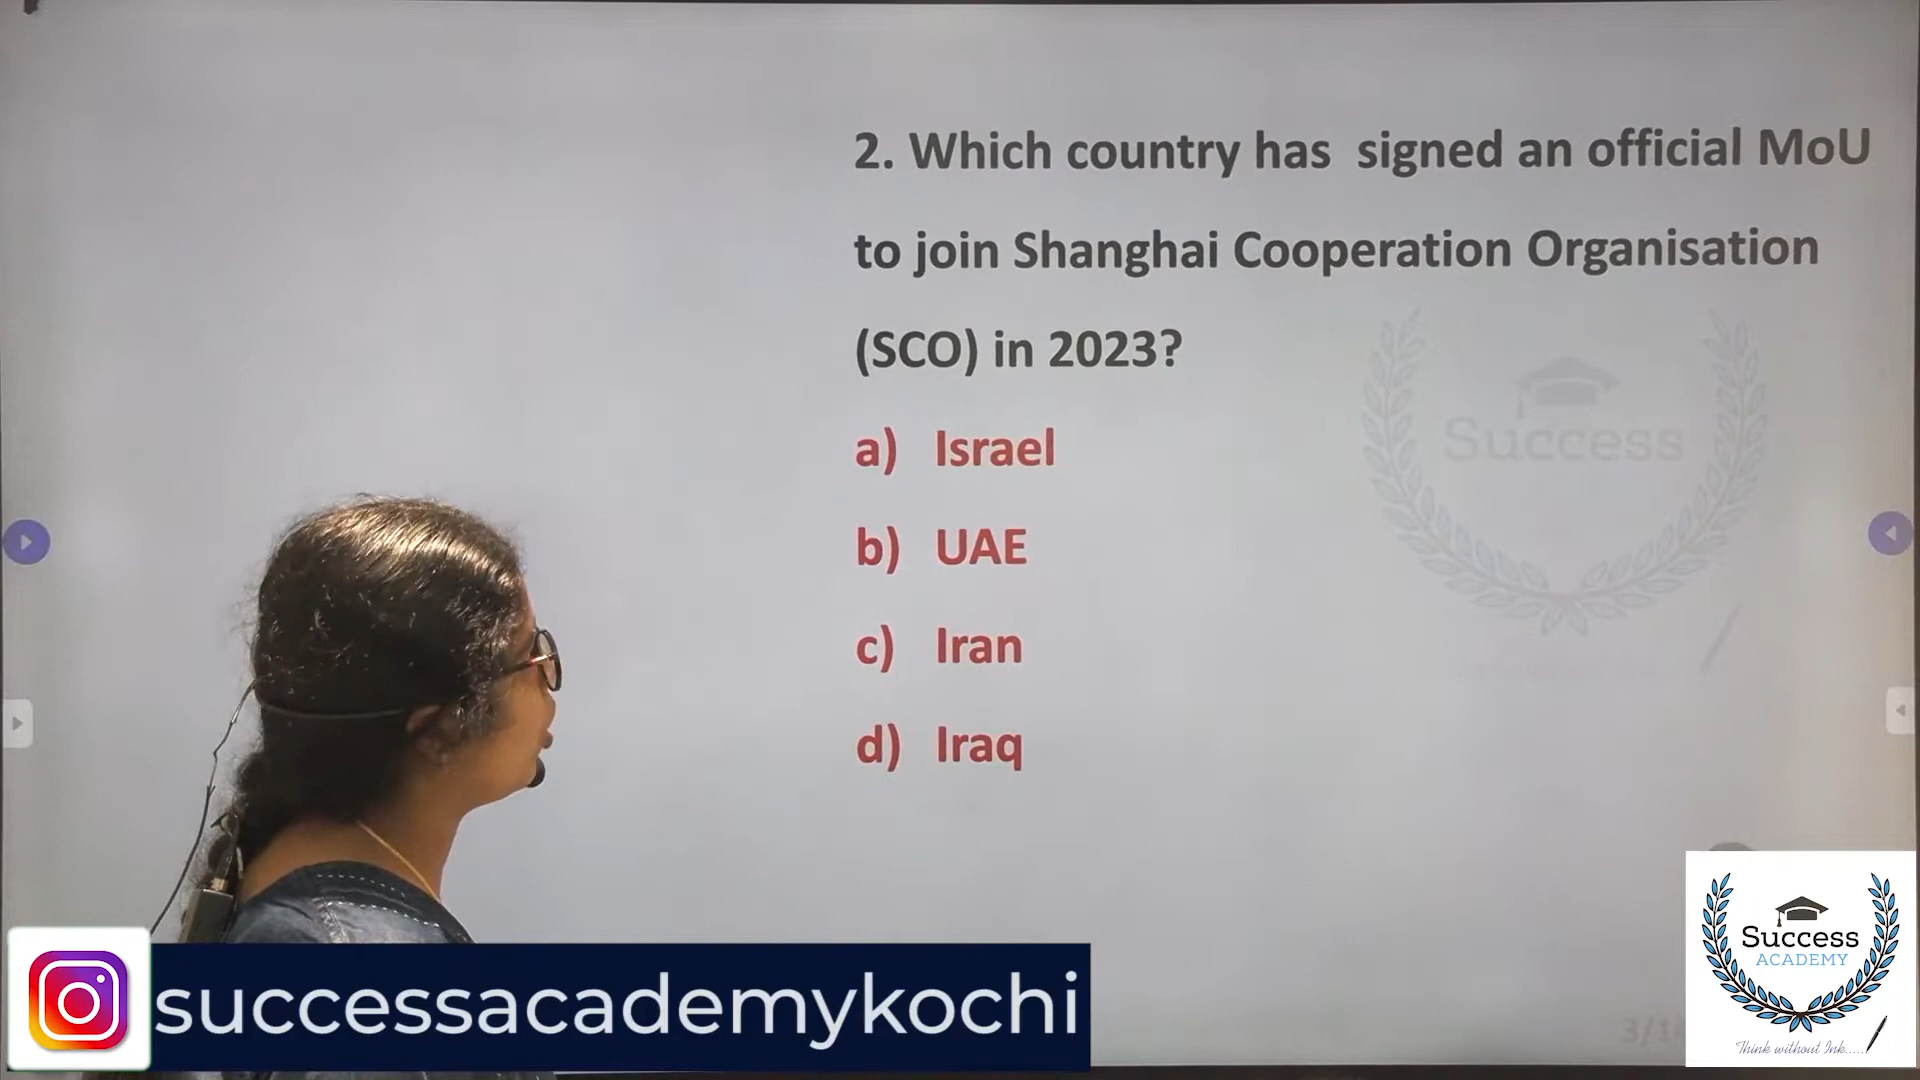 2. Which country has signed an official MoU
to join Shanghai Cooperation Organisation
(SCO) in 2023?
Success
a) Israel
b) UAE
c) Iran
d) Iraq
successacademykochi
Success
ACADEMY
Think without Ink.....